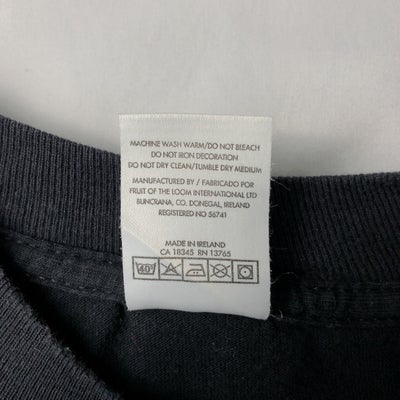 MACHINE WASH WARM/DO NOT BLEACH
DO NOT IRON DECORATION
DO NOT DRY CLEAN/TUMBLE DRY MEDIUM
MANUFACTURED BY / FABRICADO POR
FRUIT OF THE LOOM INTERNATIONAL LTD
BUNCRANA, CO. DONEGAL, IRELAND
REGISTERED NO 56741
MADE IN IRELAND
CA 18345 RN 13765
40°